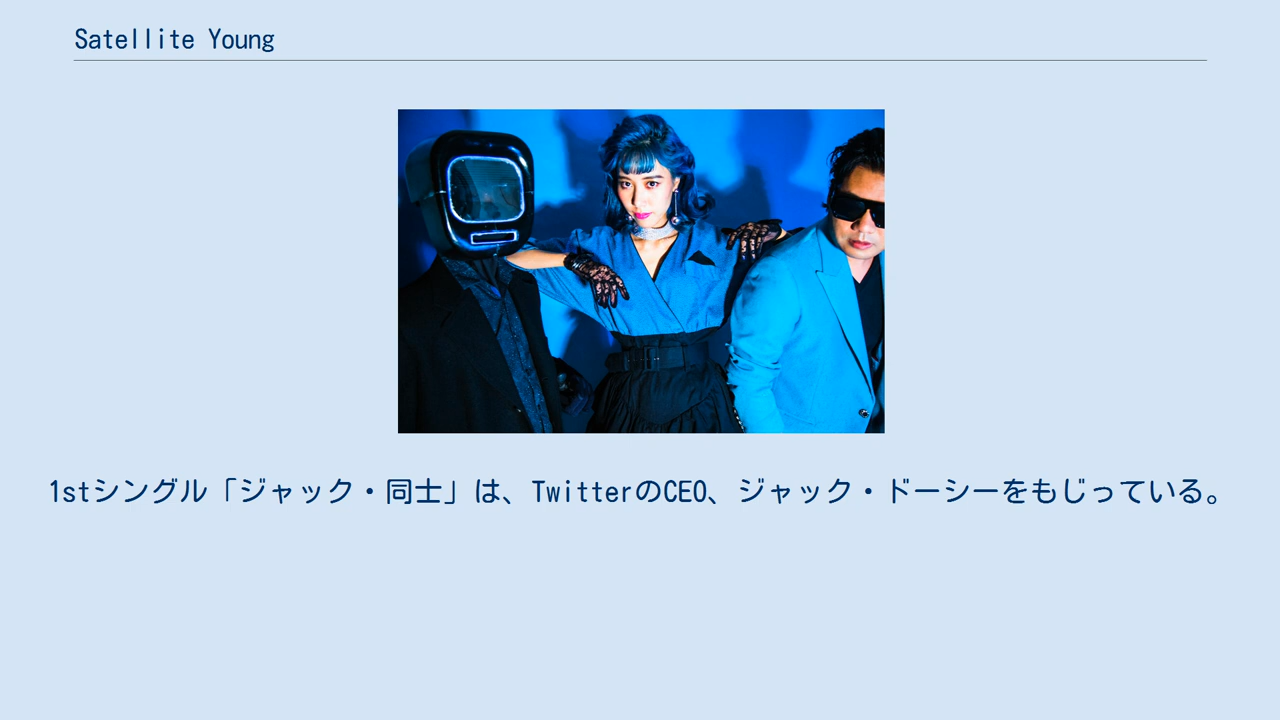 Satellite Young
1stシングル「ジャック・同士」は、TwitterのCEO、ジャック・ドーシーをもじっている。